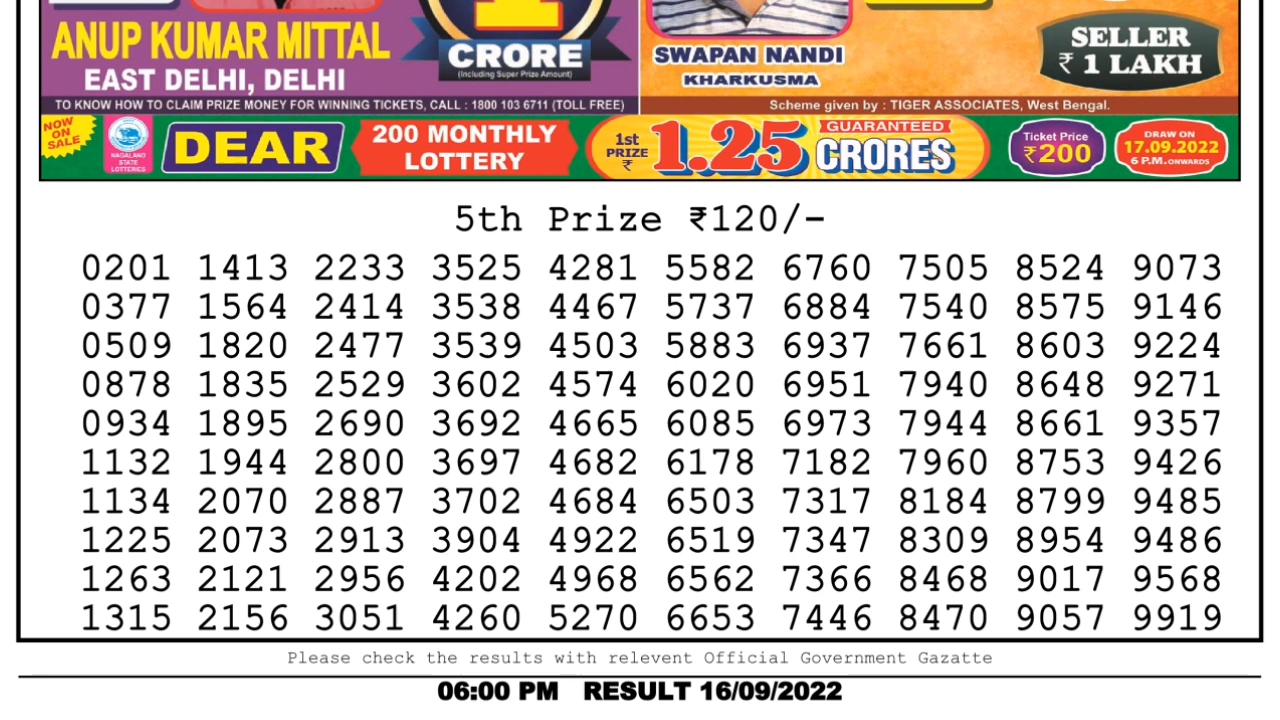 ANUP KUMAR MITTAL
EAST DELHI, DELHI
1
CRORE
(Including Super Prize Amount)
SWAPAN NANDI
KHARKUSMA
SELLER
₹ 1 LAKH
TO KNOW HOW TO CLAIM PRIZE MONEY FOR WINNING TICKETS, CALL : 1800 103 6711 (TOLL FREE)
Scheme given by : TIGER ASSOCIATES, West Bengal.
NOW
ON
SALE
NAGALAND
STATE
LOTTERIES
DEAR
200 MONTHLY
LOTTERY
1st
PRIZE
₹
1.25
GUARANTEED
CRORES
Ticket Price
₹200
DRAW ON
17.09.2022
6 P.M. ONWARDS
5th Prize ₹120/-
0201 1413 2233 3525 4281 5582 6760 7505 8524 9073
0377 1564 2414 3538 4467 5737 6884 7540 8575 9146
0509 1820 2477 3539 4503 5883 6937 7661 8603 9224
0878 1835 2529 3602 4574 6020 6951 7940 8648 9271
0934 1895 2690 3692 4665 6085 6973 7944 8661 9357
1132 1944 2800 3697 4682 6178 7182 7960 8753 9426
1134 2070 2887 3702 4684 6503 7317 8184 8799 9485
1225 2073 2913 3904 4922 6519 7347 8309 8954 9486
1263 2121 2956 4202 4968 6562 7366 8468 9017 9568
1315 2156 3051 4260 5270 6653 7446 8470 9057 9919
Please check the results with relevent Official Government Gazatte
06:00 PM RESULT 16/09/2022